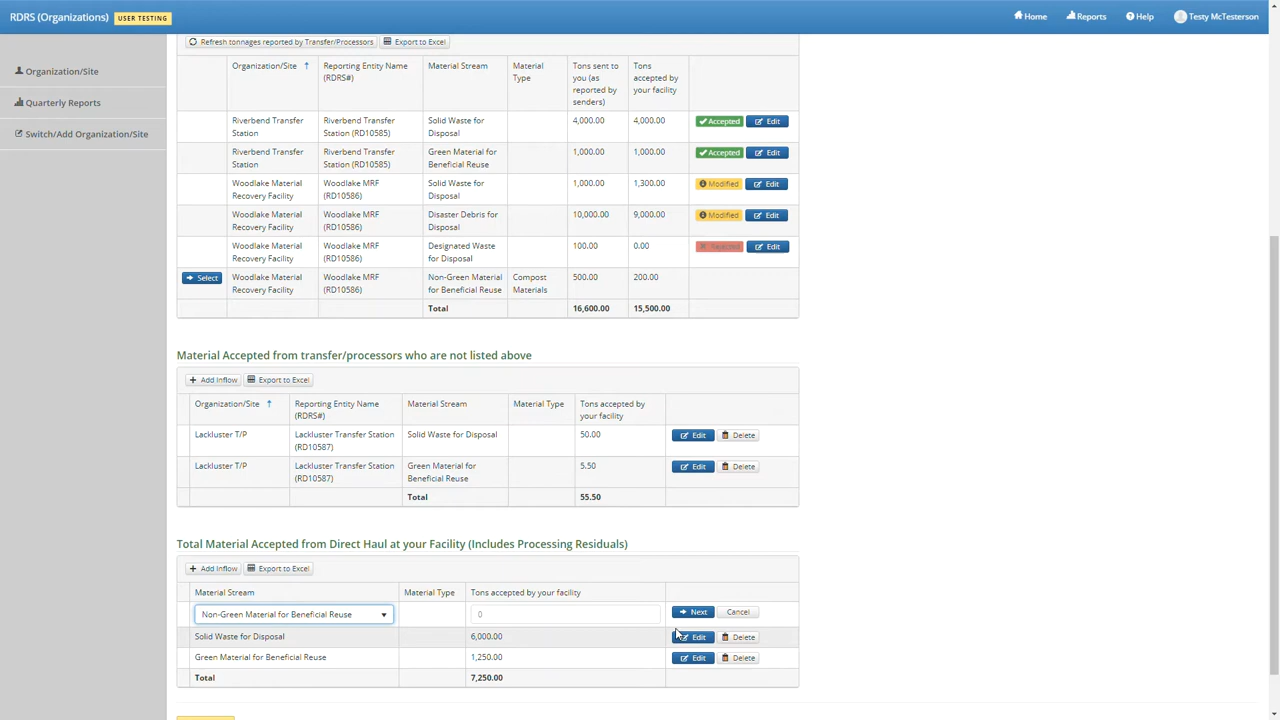 RDRS (Organizations) USER TESTING Home Reports Help Testy McTesterson
Organization/Site
Quarterly Reports
Switch/Add Organization/Site
Refresh tonnages reported by Transfer/Processors Export to Excel
Organization/Site ↑ Reporting Entity Name (RDRS#) Material Stream Material Type Tons sent to you (as reported by senders) Tons accepted by your facility
Riverbend Transfer Station Riverbend Transfer Station (RD10585) Solid Waste for Disposal 4,000.00 4,000.00 Accepted Edit
Riverbend Transfer Station Riverbend Transfer Station (RD10585) Green Material for Beneficial Reuse 1,000.00 1,000.00 Accepted Edit
Woodlake Material Recovery Facility Woodlake MRF (RD10586) Solid Waste for Disposal 1,000.00 1,300.00 Modified Edit
Woodlake Material Recovery Facility Woodlake MRF (RD10586) Disaster Debris for Disposal 10,000.00 9,000.00 Modified Edit
Woodlake Material Recovery Facility Woodlake MRF (RD10586) Designated Waste for Disposal 100.00 0.00 Rejected Edit
Select Woodlake Material Recovery Facility Woodlake MRF (RD10586) Non-Green Material for Beneficial Reuse Compost Materials 500.00 200.00
Total 16,600.00 15,500.00
Material Accepted from transfer/processors who are not listed above
+ Add Inflow Export to Excel
Organization/Site ↑ Reporting Entity Name (RDRS#) Material Stream Material Type Tons accepted by your facility
Lackluster T/P Lackluster Transfer Station (RD10587) Solid Waste for Disposal 50.00 Edit Delete
Lackluster T/P Lackluster Transfer Station (RD10587) Green Material for Beneficial Reuse 5.50 Edit Delete
Total 55.50
Total Material Accepted from Direct Haul at your Facility (Includes Processing Residuals)
+ Add Inflow Export to Excel
Material Stream Material Type Tons accepted by your facility
Non-Green Material for Beneficial Reuse 0 Next Cancel
Solid Waste for Disposal 6,000.00 Edit Delete
Green Material for Beneficial Reuse 1,250.00 Edit Delete
Total 7,250.00